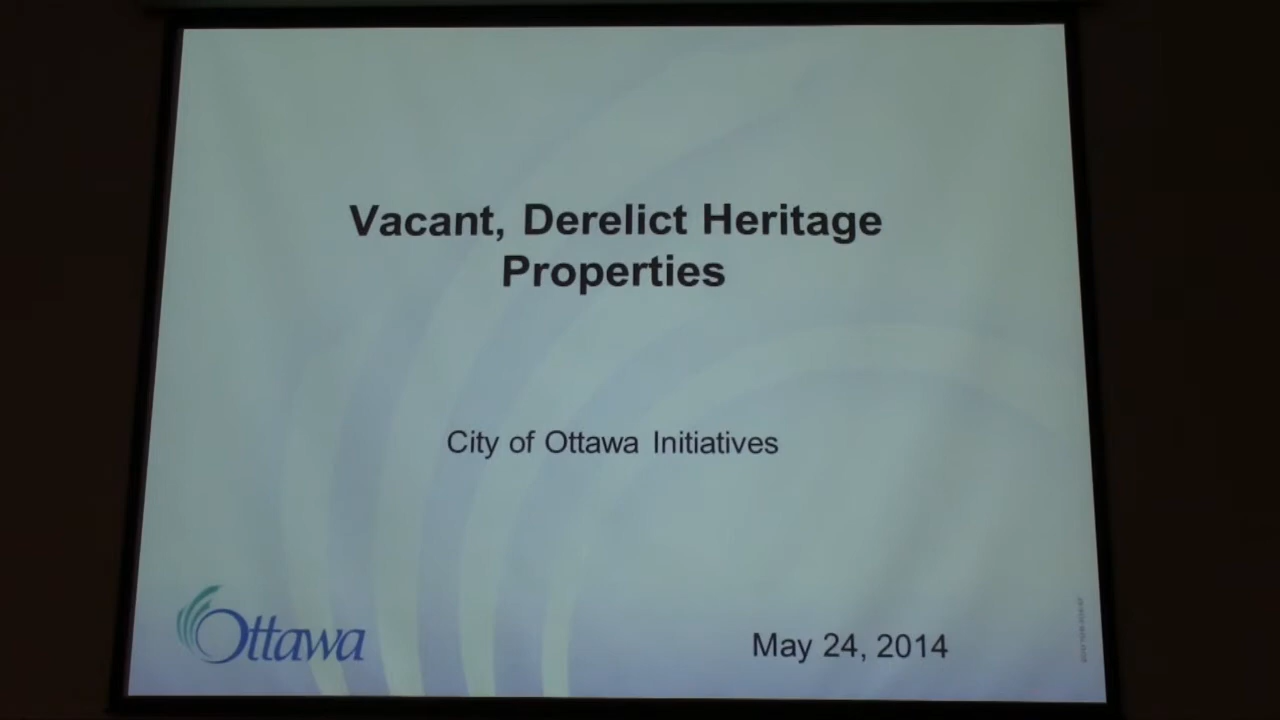 Vacant, Derelict Heritage
Properties
City of Ottawa Initiatives
Ottawa
May 24, 2014